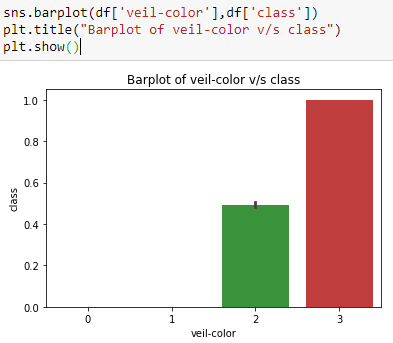 sns.barplot(df['veil-color'],df['class'])
plt.title("Barplot of veil-color v/s class")
plt.show()
Barplot of veil-color v/s class
1.0
0.8
0.6
0.4
0.2
0.0
class
0 1 2 3
veil-color